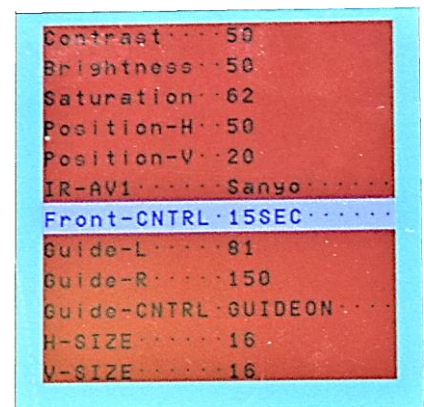 Contrast····50
Brightness··50
Saturation··62
Position-H··50
Position-V··20
IR-AV1······Sanyo······
Front-CNTRL·15SEC······
Guide-L·····81
Guide-R·····150
Guide-CNTRL·GUIDEON····
H-SIZE······16
V-SIZE······16